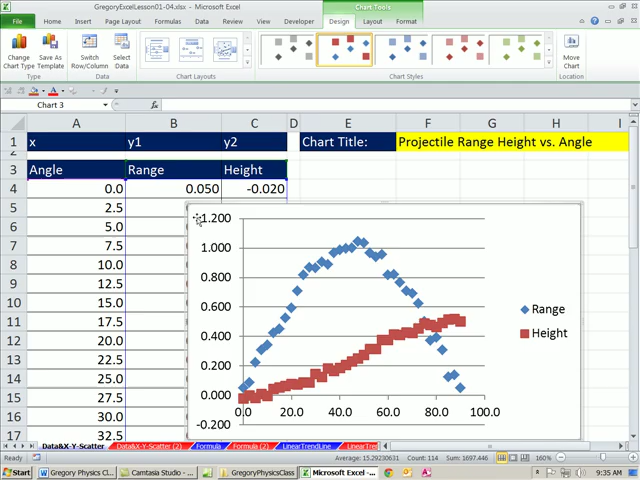 GregoryExcelLesson01-04.xlsx - Microsoft Excel
Chart Tools
File Home Insert Page Layout Formulas Data Review View Developer Design Layout Format
Change Chart Type
Save As Template
Switch Row/Column
Select Data
Move Chart
Type Data Chart Layouts Chart Styles Location
Chart 3 fx
A B C D E F G H I
1 x y1 y2 Chart Title: Projectile Range Height vs. Angle
2
3 Angle Range Height
4 0.0 0.050 -0.020
5 2.5
6 5.0
7 7.5
8 10.0
9 12.5
10 15.0
11 17.5
12 20.0
13 22.5
14 25.0
15 27.5
16 30.0
17 32.5
1.200
1.000
0.800
0.600
0.400
0.200
0.000
-0.200
0.0 20.0 40.0 60.0 80.0 100.0
Range
Height
Data&X-Y-Scatter Data&X-Y-Scatter (2) Formula Formula (2) LinearTrendLine LinearTren
Ready Average: 15.29230631 Count: 114 Sum: 1697.446 160%
Start Gregory Physics Cl... Camtasia Studio - ... GregoryPhysicsClass Microsoft Excel - ... 9:35 AM